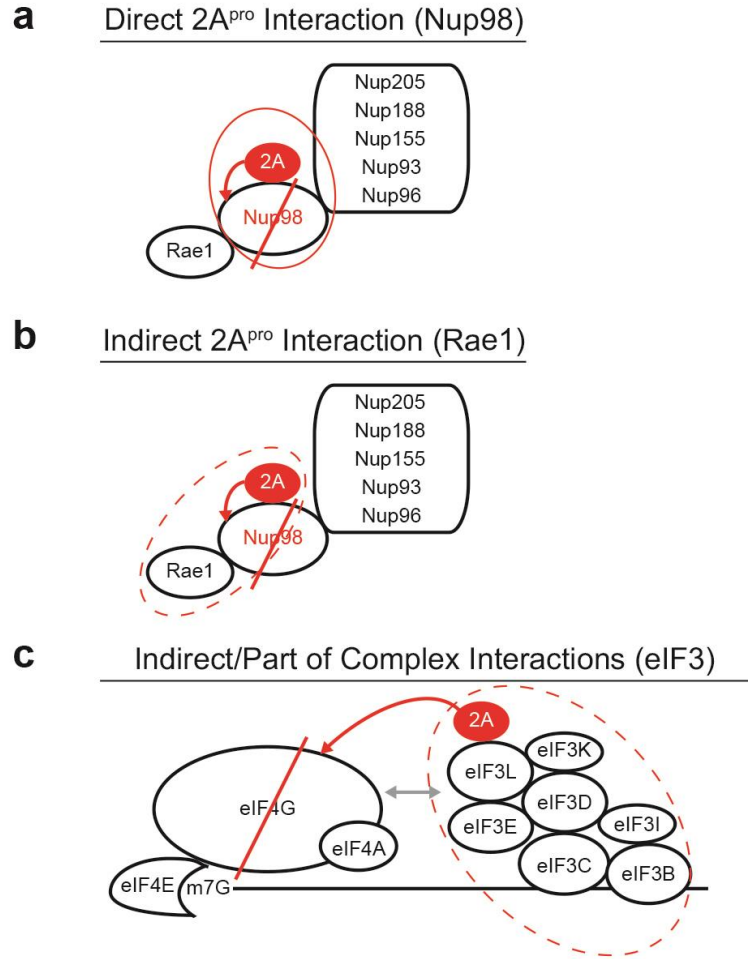 a
Direct 2Apro Interaction (Nup98)
Nup205
Nup188
Nup155
Nup93
Nup96
2A
Nup98
Rae1
b
Indirect 2Apro Interaction (Rae1)
Nup205
Nup188
Nup155
Nup93
Nup96
2A
Nup98
Rae1
c
Indirect/Part of Complex Interactions (eIF3)
2A
eIF3K
eIF3L
eIF3D
eIF4G
eIF3I
eIF3E
eIF4A
eIF3C
eIF3B
eIF4E
m7G